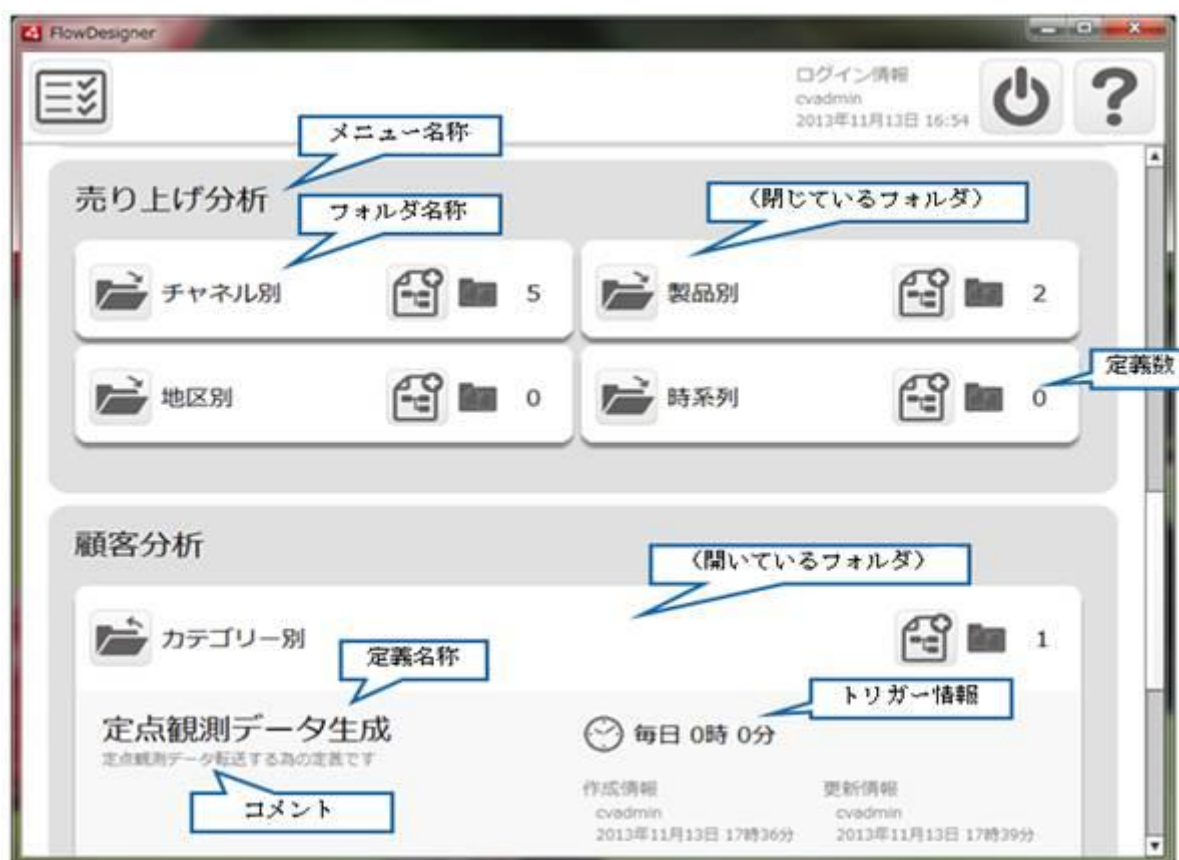 FlowDesigner
ログイン情報
cvadmin
2013年11月13日 16:54
メニュー名称
売り上げ分析
フォルダ名称
（閉じているフォルダ）
チャネル別 5
製品別 2
定義数
地区別 0
時系列 0
顧客分析
（開いているフォルダ）
カテゴリー別 1
定義名称
トリガー情報
定点観測データ生成
毎日 0時 0分
定点観測データ転送する為の定義です
コメント
作成情報
cvadmin
2013年11月13日 17時36分
更新情報
cvadmin
2013年11月13日 17時39分